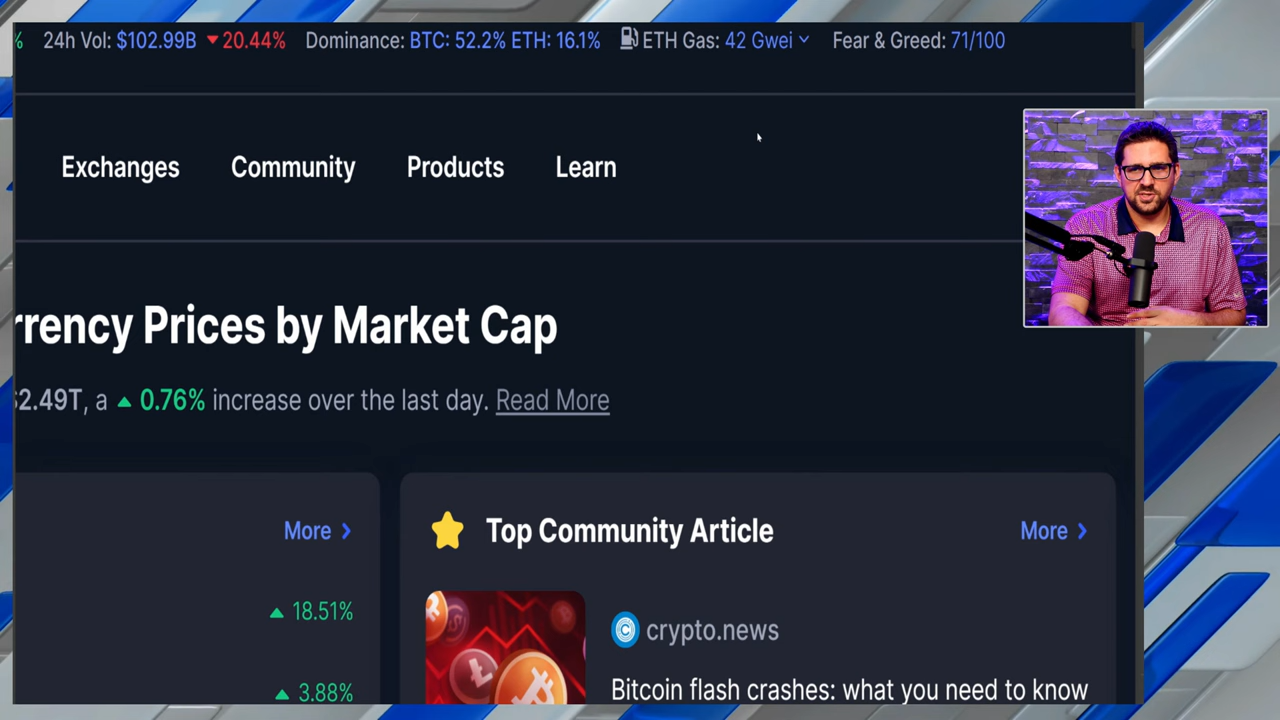 % 24h Vol: $102.99B ▼ 20.44% Dominance: BTC: 52.2% ETH: 16.1% ETH Gas: 42 Gwei Fear & Greed: 71/100
Exchanges Community Products Learn
rrency Prices by Market Cap
$2.49T, a ▲ 0.76% increase over the last day. Read More
More >
▲ 18.51%
▲ 3.88%
Top Community Article More >
crypto.news
Bitcoin flash crashes: what you need to know